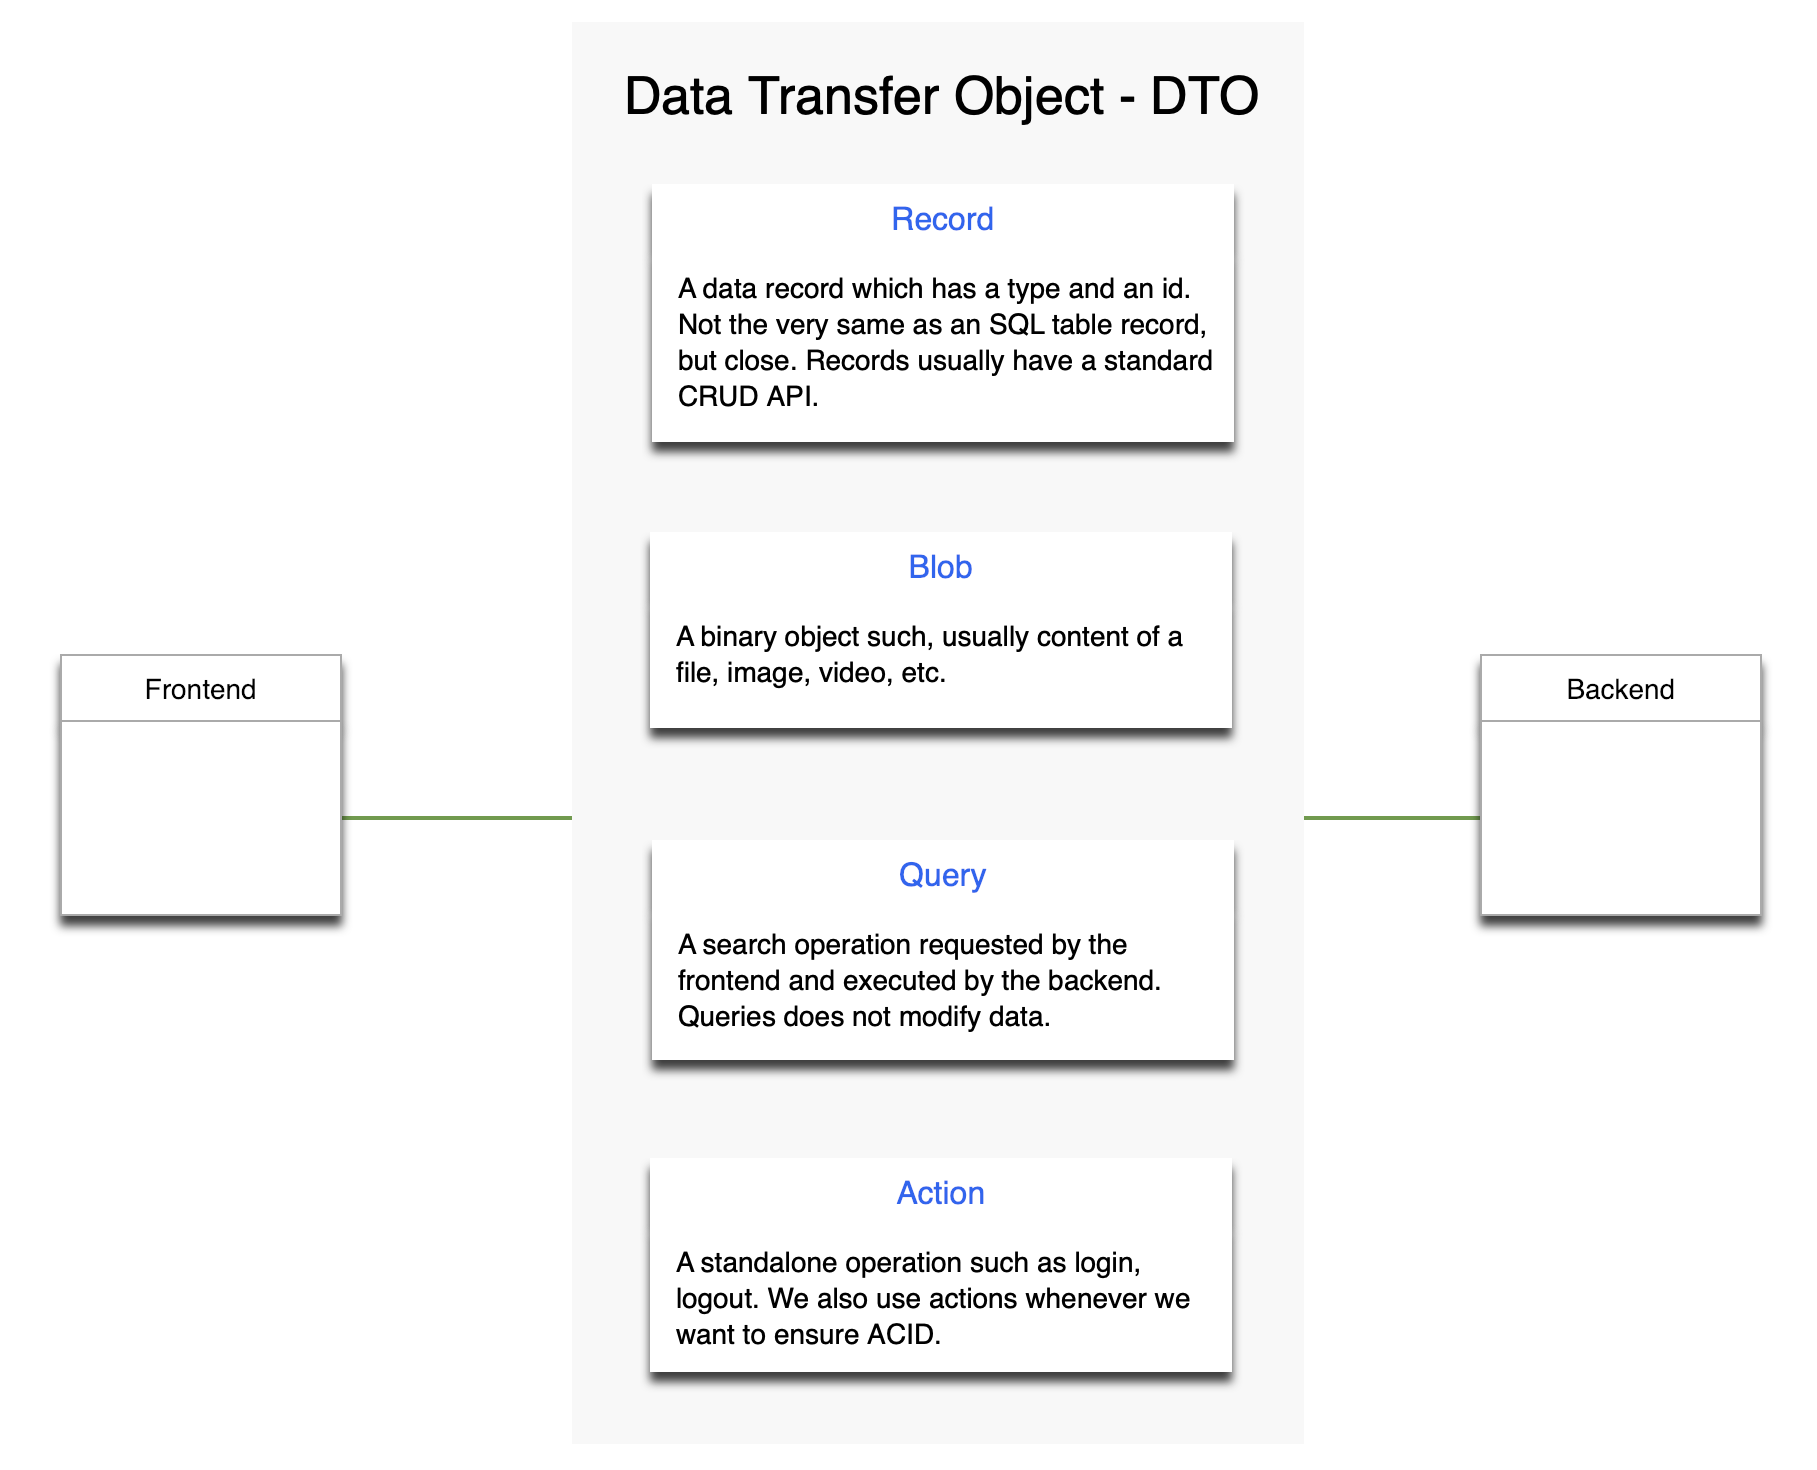 Data Transfer Object - DTO
Record
A data record which has a type and an id.
Not the very same as an SQL table record,
but close. Records usually have a standard
CRUD API.
Blob
A binary object such, usually content of a
file, image, video, etc.
Frontend
Backend
Query
A search operation requested by the
frontend and executed by the backend.
Queries does not modify data.
Action
A standalone operation such as login,
logout. We also use actions whenever we
want to ensure ACID.